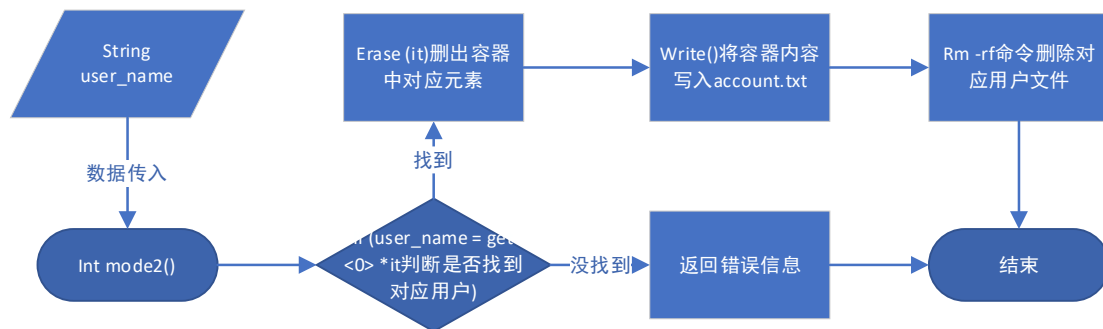 String
user_name
数据传入
Int mode2()
Erase (it)删出容器
中对应元素
找到
(user_name = get
<0> *it判断是否找到
对应用户)
Write()将容器内容
写入account.txt
没找到
返回错误信息
Rm -rf命令删除对
应用户文件
结束